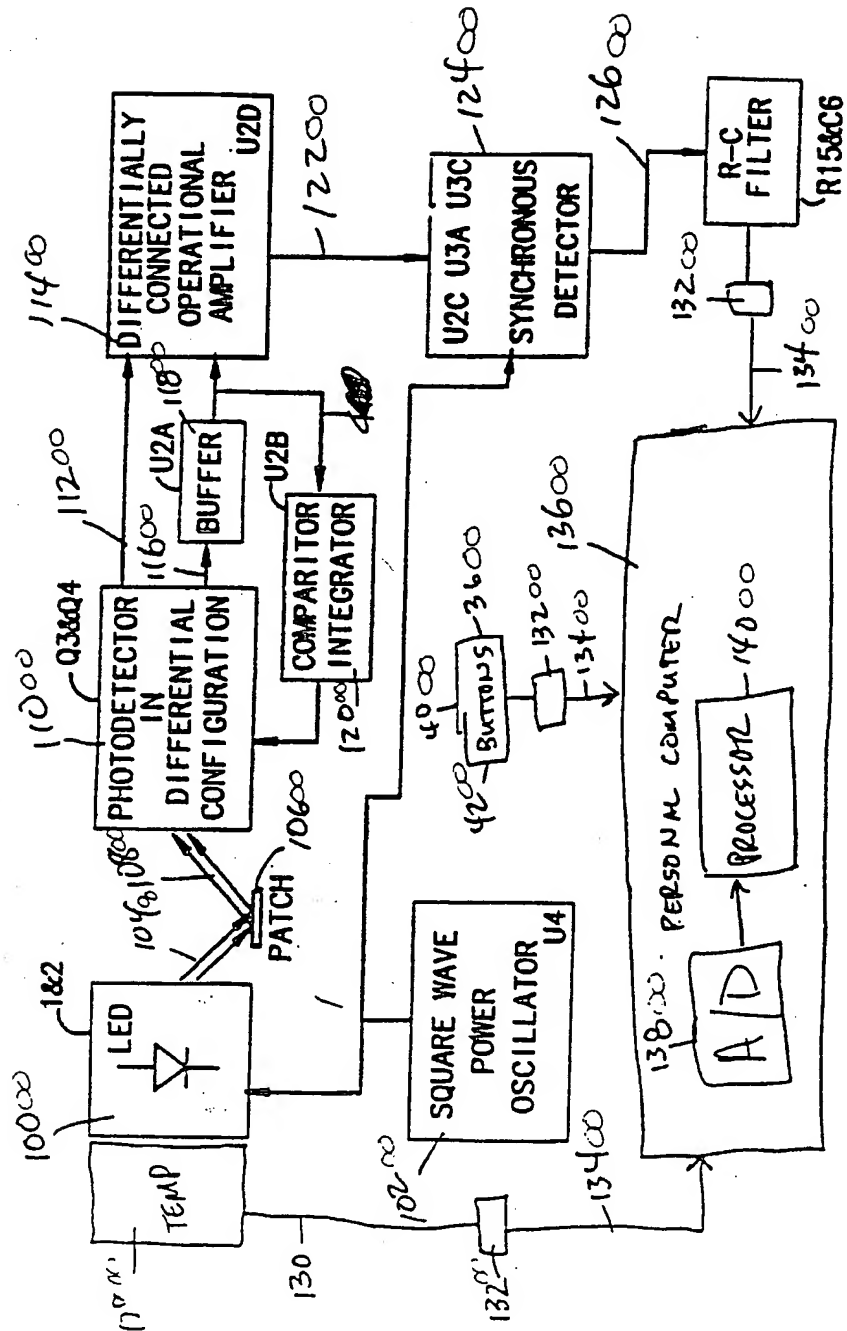 10000
LED
1&2
TEMP
130
13400
10200
SQUARE WAVE
POWER
OSCILLATOR
U4
PATCH
10600
11000
PHOTODETECTOR
IN
DIFFERENTIAL
CONFIGURATION
Q3&Q4
11200
11600
U2A
BUFFER
11800
U2B
COMPARITOR
INTEGRATOR
12000
11400
DIFFERENTIALLY
CONNECTED
OPERATIONAL
AMPLIFIER
U2D
12200
U2C U3A U3C
SYNCHRONOUS
DETECTOR
12400
12600
R-C
FILTER
R15&C6
13200
13400
4000
4200
BUTTONS
3600
13200
13400
13600
PERSONAL COMPUTER
13800
A/D
PROCESSOR
14000